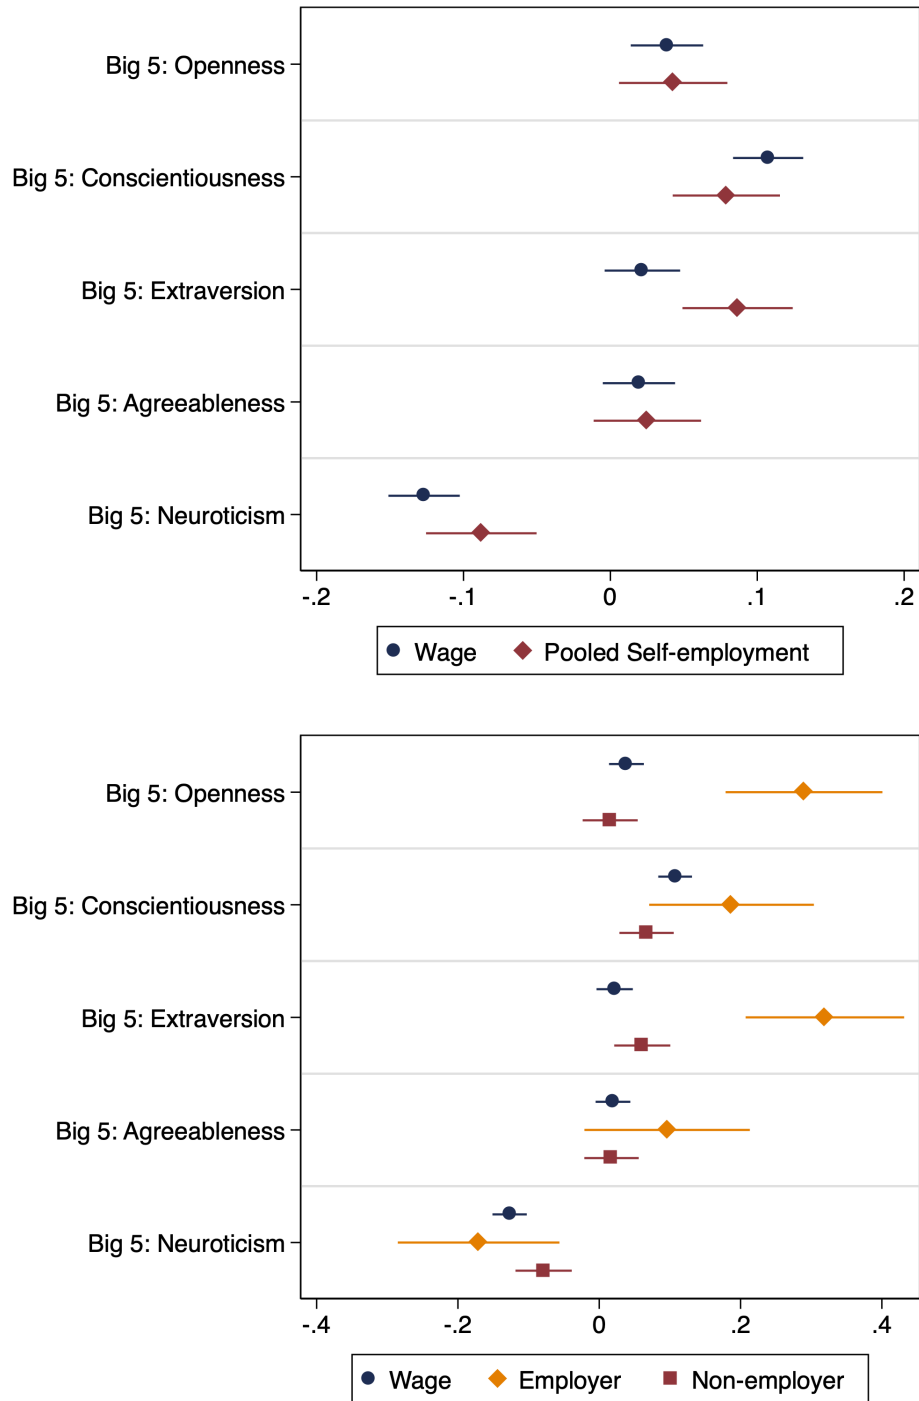 Big 5: Openness
Big 5: Conscientiousness
Big 5: Extraversion
Big 5: Agreeableness
Big 5: Neuroticism
-.2 -.1 0 .1 .2
Wage Pooled Self-employment
Big 5: Openness
Big 5: Conscientiousness
Big 5: Extraversion
Big 5: Agreeableness
Big 5: Neuroticism
-.4 -.2 0 .2 .4
Wage Employer Non-employer